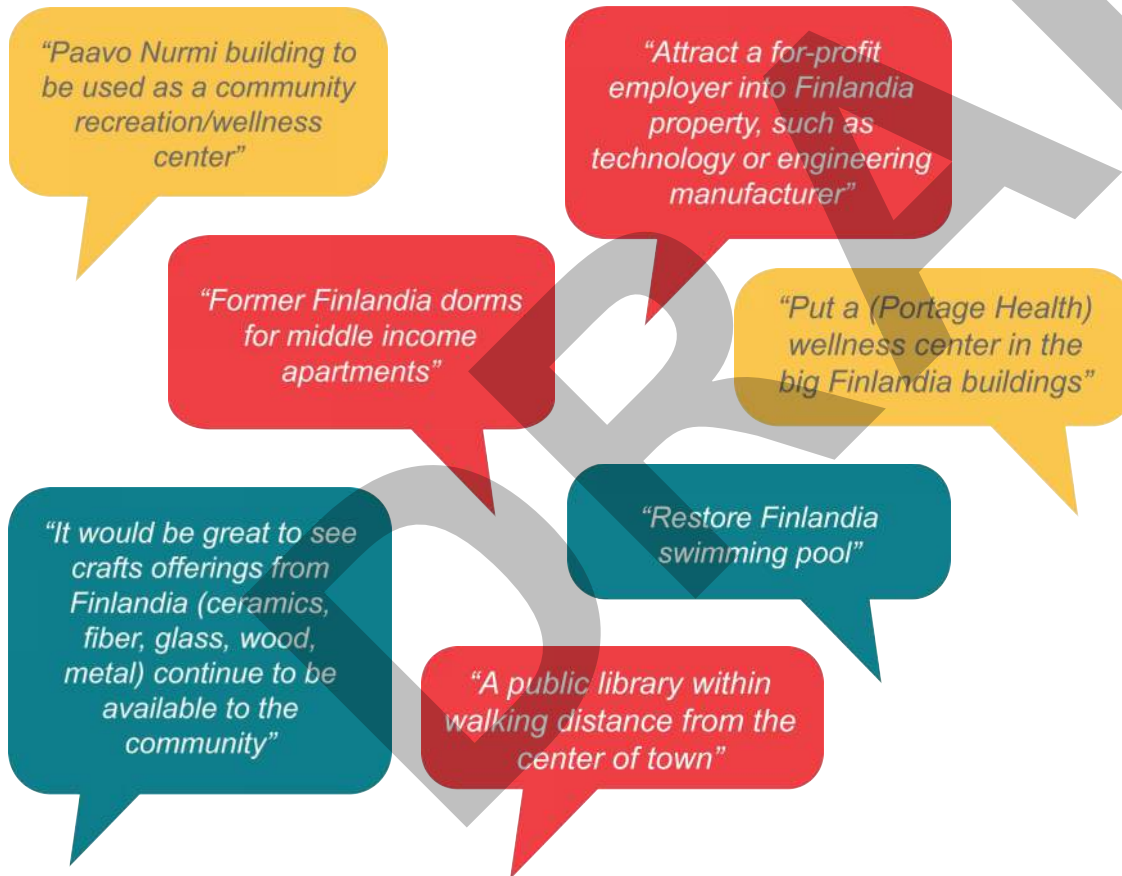 “Paavo Nurmi building to
be used as a community
recreation/wellness
center”
“Attract a for-profit
employer into Finlandia
property, such as
technology or engineering
manufacturer”
“Former Finlandia dorms
for middle income
apartments”
“Put a (Portage Health)
wellness center in the
big Finlandia buildings”
“It would be great to see
crafts offerings from
Finlandia (ceramics,
fiber, glass, wood,
metal) continue to be
available to the
community”
“Restore Finlandia
swimming pool”
“A public library within
walking distance from the
center of town”
DRA